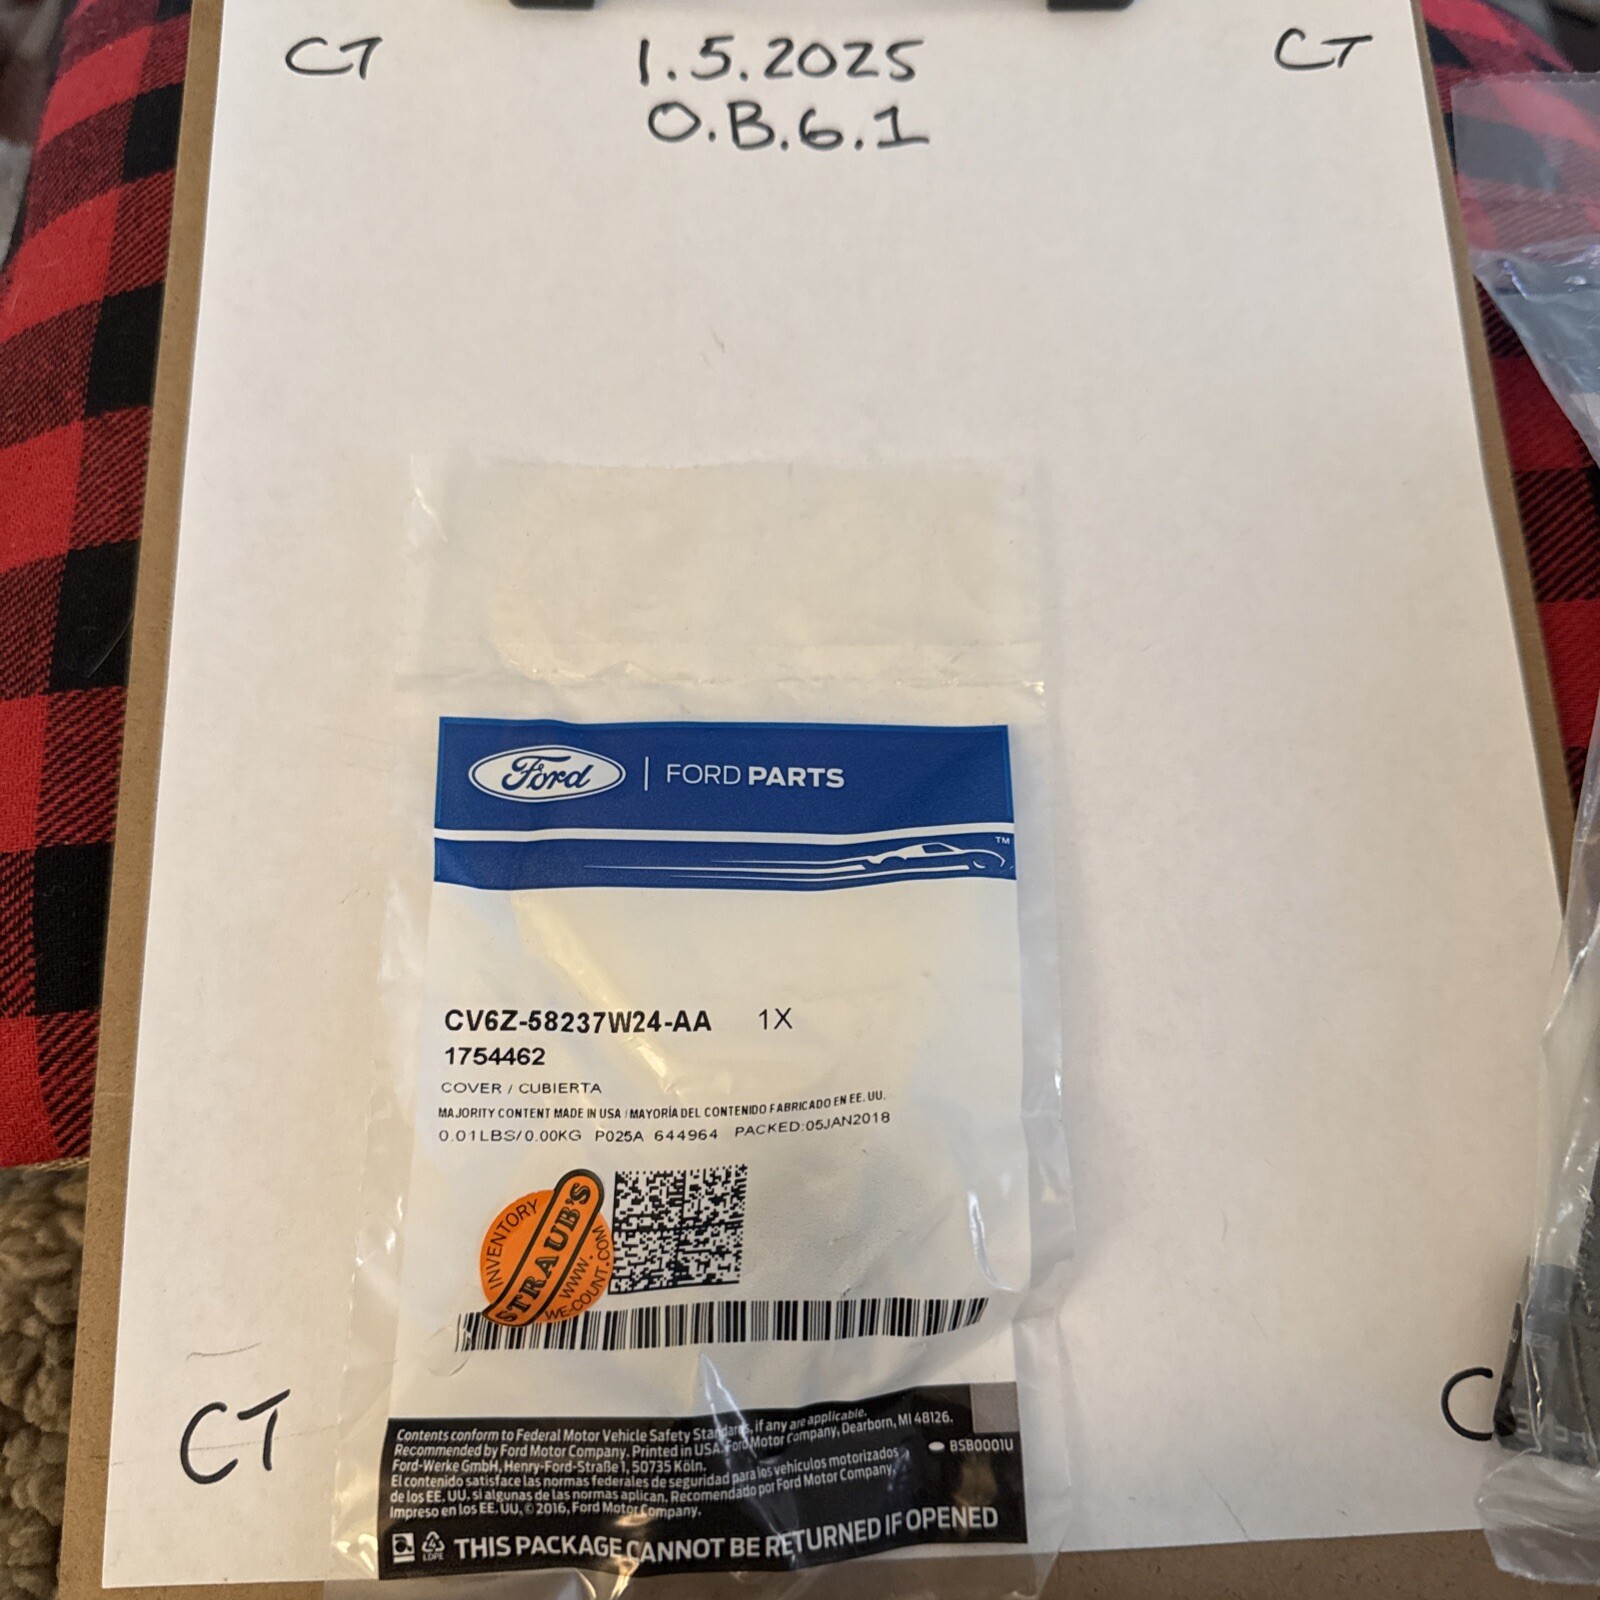 CT
1.5.2025
CT
O.B.6.1
Ford | FORD PARTS
TM
CV6Z-58237W24-AA 1X
1754462
COVER / CUBIERTA
MAJORITY CONTENT MADE IN USA / MAYORÍA DEL CONTENIDO FABRICADO EN EE. UU.
0.01LBS/0.00KG P025A 644964 PACKED:05JAN2018
INVENTORY
STRAUB'S
WWW.
WE-COUNT.COM
CT
C
Contents conform to Federal Motor Vehicle Safety Standards, if any are applicable.
Recommended by Ford Motor Company. Printed in USA. Ford Motor Company, Dearborn, MI 48126.
Ford-Werke GmbH, Henry-Ford-Straße 1, 50735 Köln.
BSB0001U
El contenido satisface las normas federales de seguridad para los vehículos motorizados
de los EE. UU. si algunas de las normas aplican. Recomendado por Ford Motor Company.
Impreso en los EE. UU. © 2016, Ford Motor Company.
LDPE
THIS PACKAGE CANNOT BE RETURNED IF OPENED